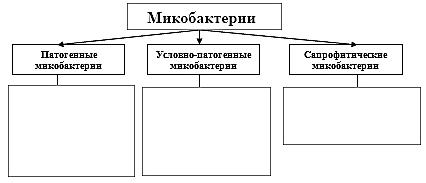 Микобактерии
Патогенные
микобактерии
Условно-патогенные
микобактерии
Сапрофитические
микобактерии